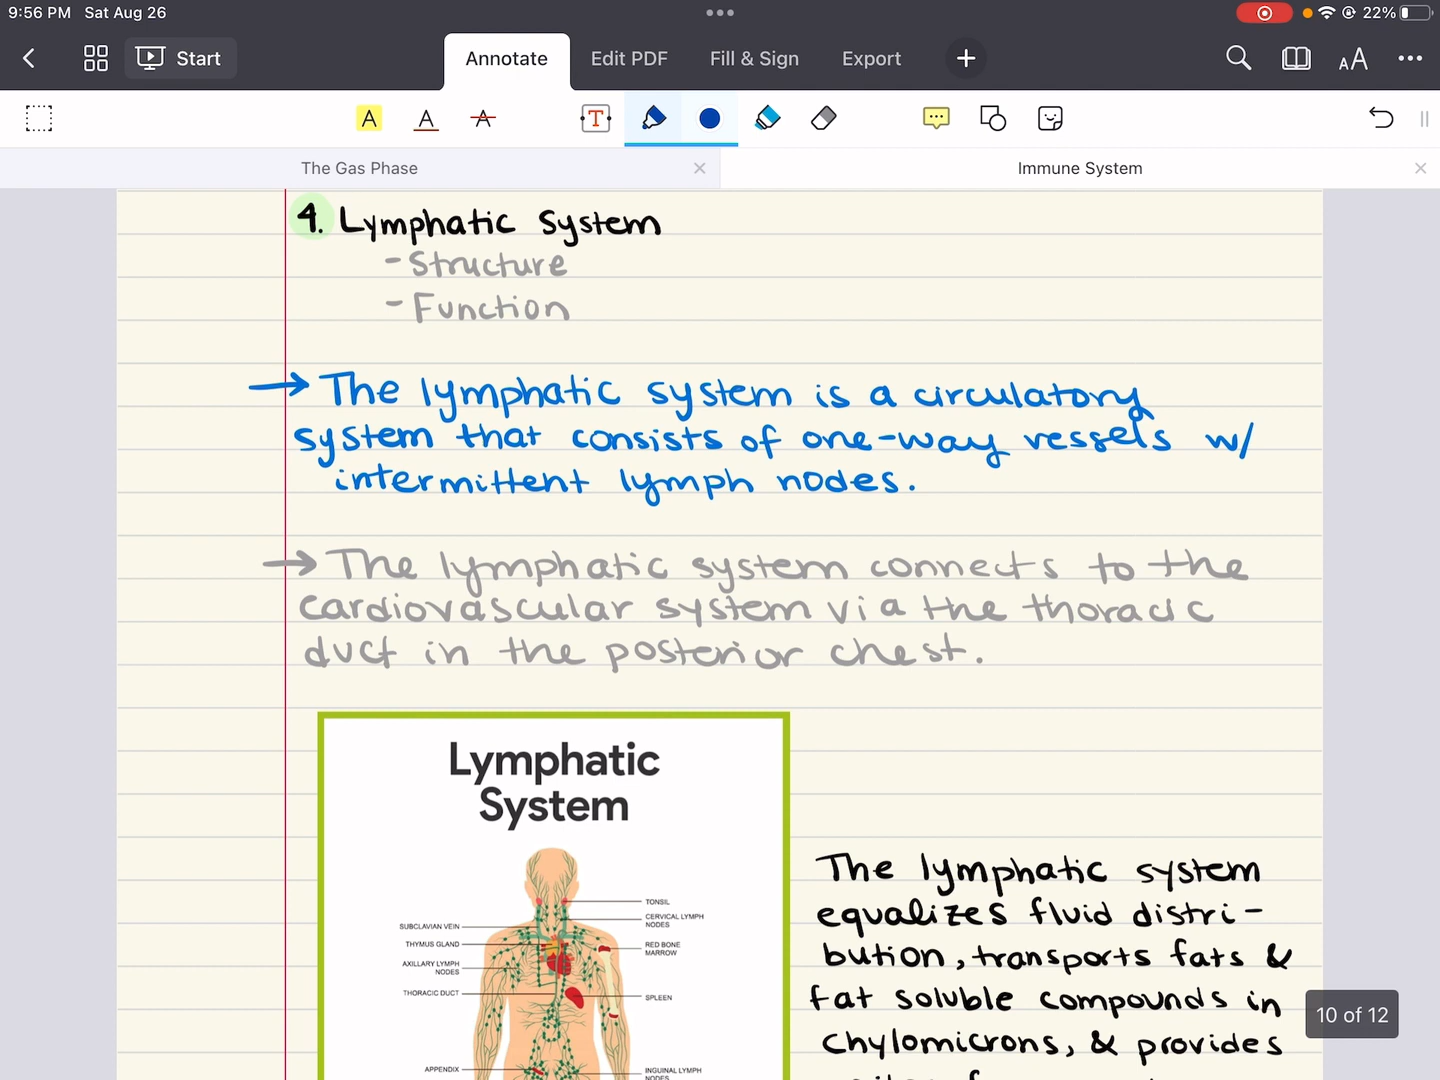 9:56 PM Sat Aug 26
22%
Start
Annotate
Edit PDF
Fill & Sign
Export
The Gas Phase
Immune System
4. Lymphatic System
- Structure
- Function
→ The lymphatic system is a circulatory
system that consists of one-way vessels w/
intermittent lymph nodes.
→ The lymphatic system connects to the
cardiovascular system via the thoracic
duct in the posterior chest.
Lymphatic
System
TONSIL
CERVICAL LYMPH
NODES
SUBCLAVIAN VEIN
THYMUS GLAND
RED BONE
MARROW
AXILLARY LYMPH
NODES
THORACIC DUCT
SPLEEN
APPENDIX
INGUINAL LYMPH
NODES
The lymphatic system
equalizes fluid distri-
bution, transports fats &
fat soluble compounds in
chylomicrons, & provides
10 of 12